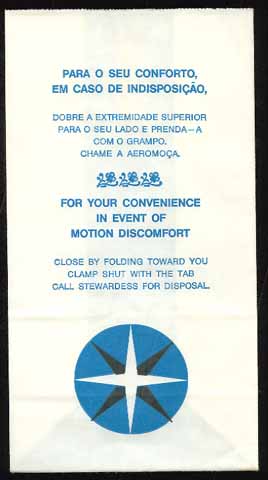 PARA O SEU CONFORTO,
EM CASO DE INDISPOSIÇÃO,
DOBRE A EXTREMIDADE SUPERIOR
PARA O SEU LADO E PRENDA-A
COM O GRAMPO.
CHAME A AEROMOÇA.
FOR YOUR CONVENIENCE
IN EVENT OF
MOTION DISCOMFORT
CLOSE BY FOLDING TOWARD YOU
CLAMP SHUT WITH THE TAB
CALL STEWARDESS FOR DISPOSAL.